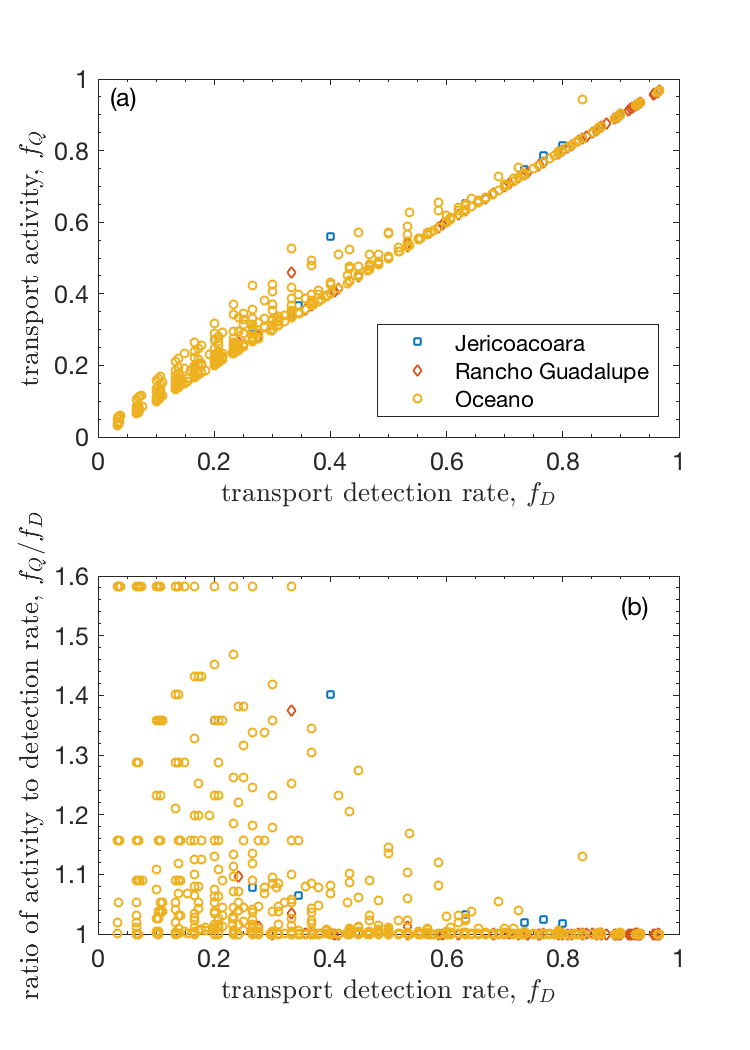 (a)
1
0.8
0.6
0.4
0.2
0
transport activity, f_Q
Jericoacoara
Rancho Guadalupe
Oceano
0 0.2 0.4 0.6 0.8 1
transport detection rate, f_D
(b)
1.6
1.5
1.4
1.3
1.2
1.1
1
ratio of activity to detection rate, f_Q/f_D
0 0.2 0.4 0.6 0.8 1
transport detection rate, f_D